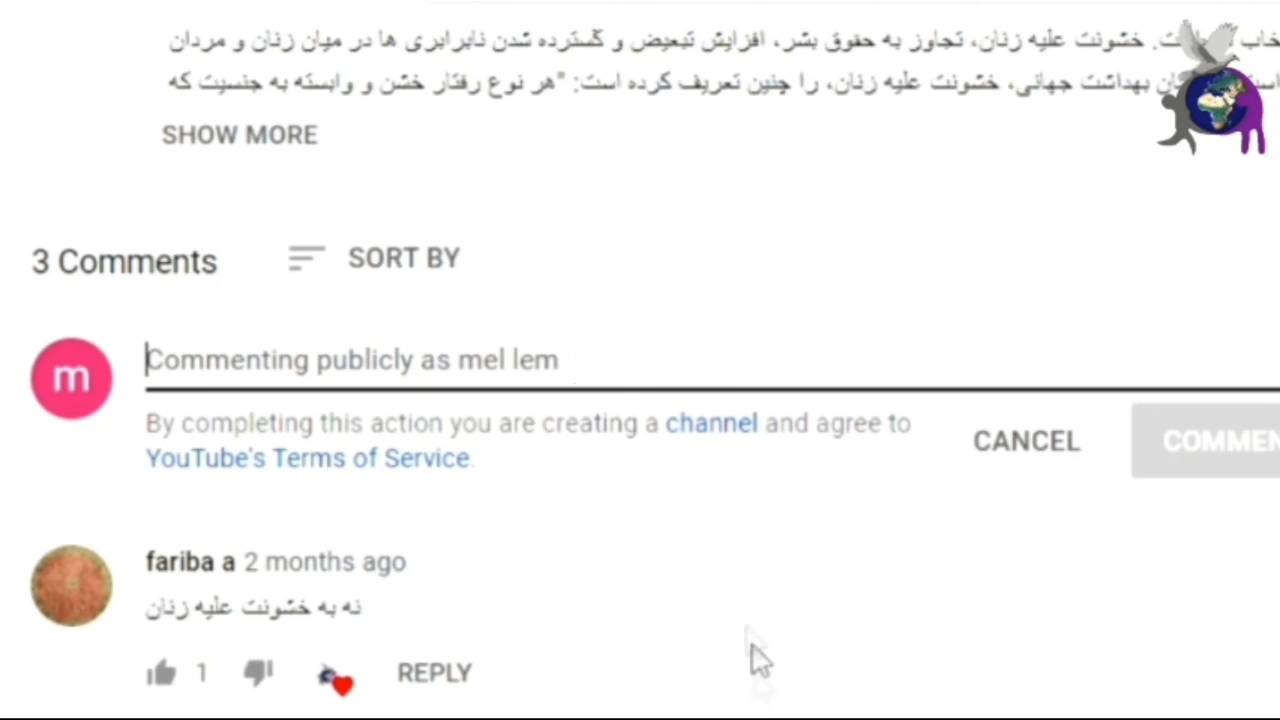 خشونت علیه زنان، تجاوز به حقوق بشر، افزایش تبعیض و گسترده شدن نابرابری ها در میان زنان و مردان
بهداشت جهانی، خشونت علیه زنان، را چنین تعریف کرده است: "هر نوع رفتار خشن و وابسته به جنسیت که
SHOW MORE
3 Comments SORT BY
m
Commenting publicly as mel lem
By completing this action you are creating a channel and agree to
YouTube's Terms of Service.
CANCEL COMMEN
fariba a 2 months ago
نه به خشونت علیه زنان
1 REPLY